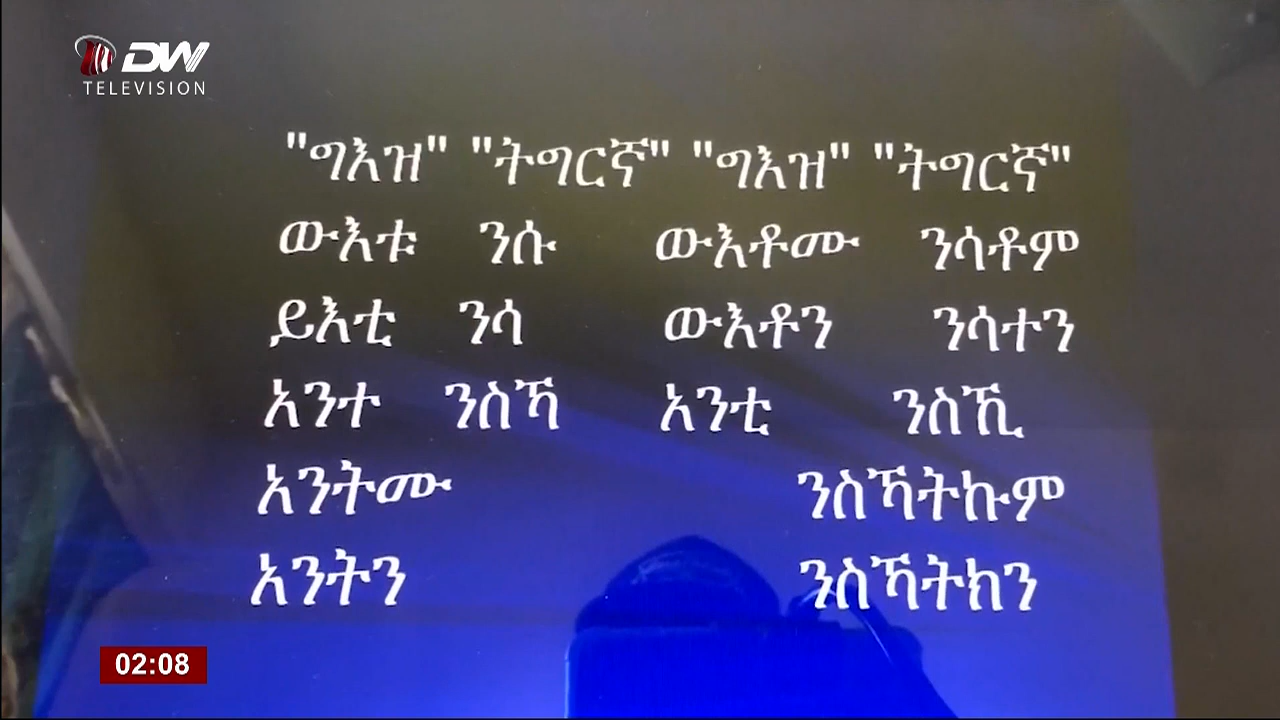 DW
TELEVISION
"ግእዝ" "ትግርኛ" "ግእዝ" "ትግርኛ"
ውእቱ ንሱ ውእቶሙ ንሳቶም
ይእቲ ንሳ ውእቶን ንሳተን
አንተ ንስኻ አንቲ ንስኺ
አንትሙ ንስኻትኩም
አንትን ንስኻትክን
02:08